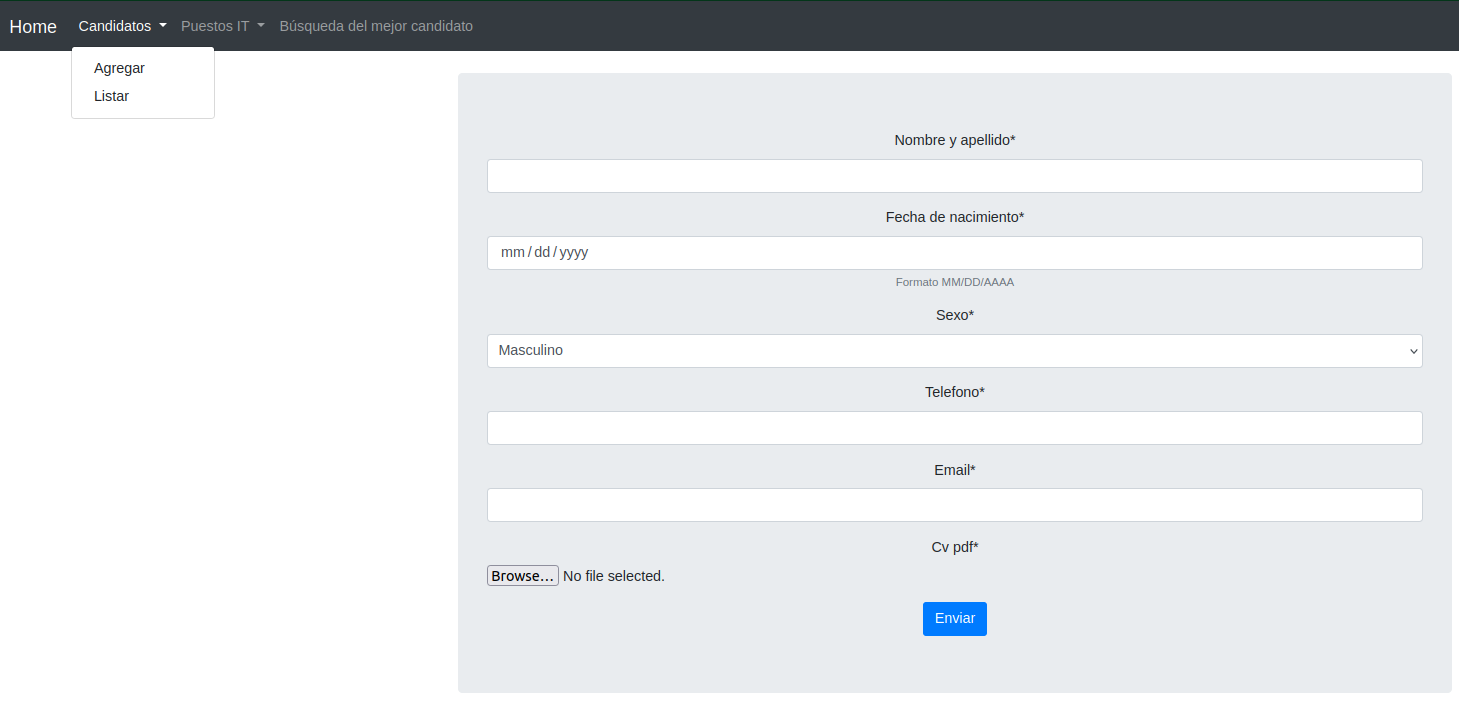 Home Candidatos Puestos IT Búsqueda del mejor candidato
Agregar
Listar
Nombre y apellido*
Fecha de nacimiento*
mm/dd/yyyy
Formato MM/DD/AAAA
Sexo*
Masculino
Telefono*
Email*
Cv pdf*
Browse... No file selected.
Enviar